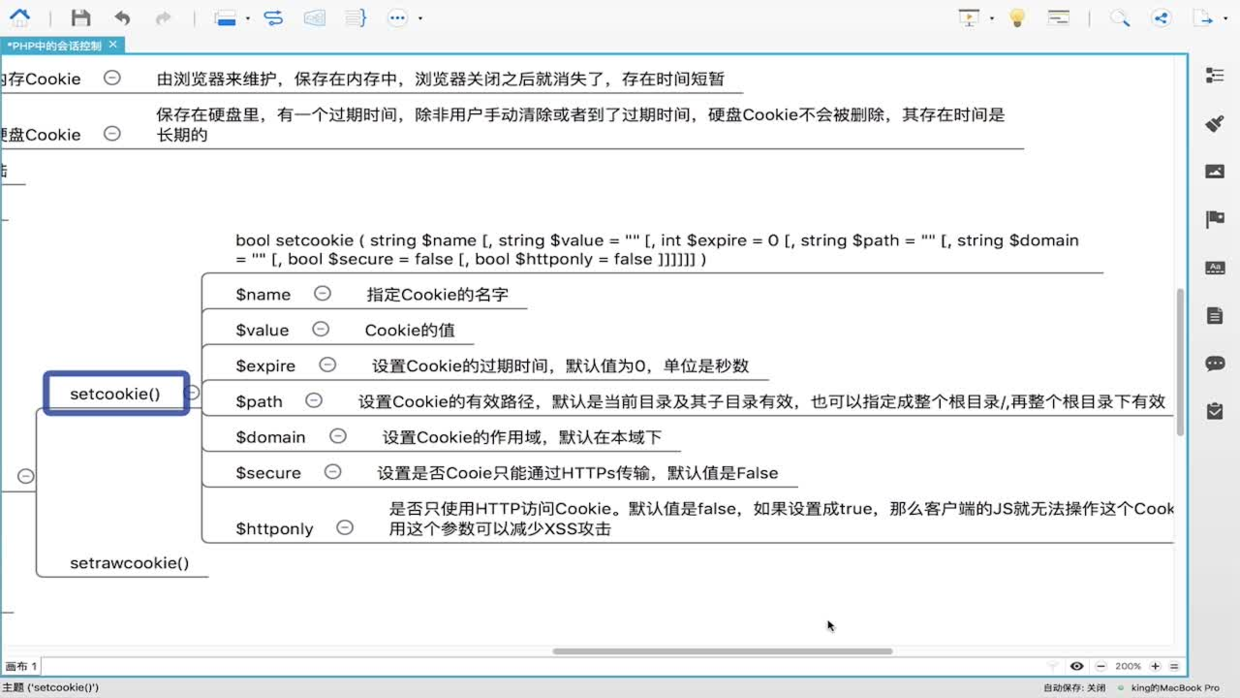 *PHP中的会话控制
内存Cookie
由浏览器来维护，保存在内存中，浏览器关闭之后就消失了，存在时间短暂
硬盘Cookie
保存在硬盘里，有一个过期时间，除非用户手动清除或者到了过期时间，硬盘Cookie不会被删除，其存在时间是
长期的
bool setcookie ( string $name [, string $value = "" [, int $expire = 0 [, string $path = "" [, string $domain
= "" [, bool $secure = false [, bool $httponly = false ]]]]]] )
$name 指定Cookie的名字
$value Cookie的值
$expire 设置Cookie的过期时间，默认值为0，单位是秒数
setcookie()
$path 设置Cookie的有效路径，默认是当前目录及其子目录有效，也可以指定成整个根目录/,再整个根目录下有效
$domain 设置Cookie的作用域，默认在本域下
$secure 设置是否Cooie只能通过HTTPs传输，默认值是False
是否只使用HTTP访问Cookie。默认值是false，如果设置成true，那么客户端的JS就无法操作这个Cook
$httponly 用这个参数可以减少XSS攻击
setrawcookie()
画布 1
200%
主题 ('setcookie()')
自动保存: 关闭
king的MacBook Pro